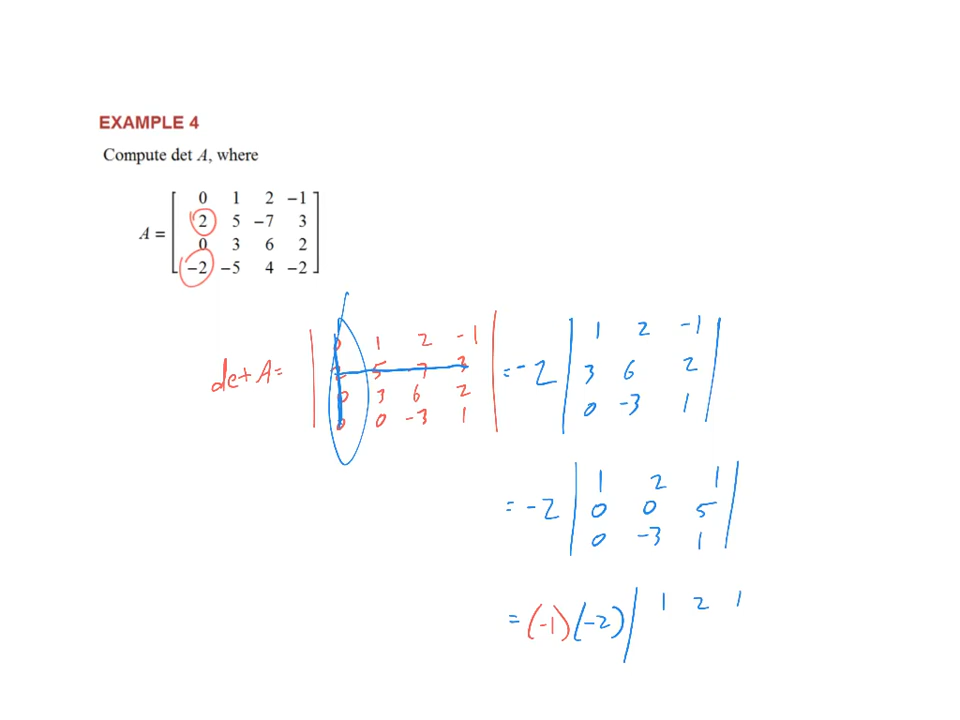 EXAMPLE 4
Compute det A, where
0 1 2 −1
2 5 −7 3
A =
0 3 6 2
−2 −5 4 −2
det A =
0 1 2 -1
2 5 7 3
0 3 6 2
0 0 -3 1
= -2
1 2 -1
3 6 2
0 -3 1
= -2
1 2 1
0 0 5
0 -3 1
= (-1) (-2) | 1 2 1